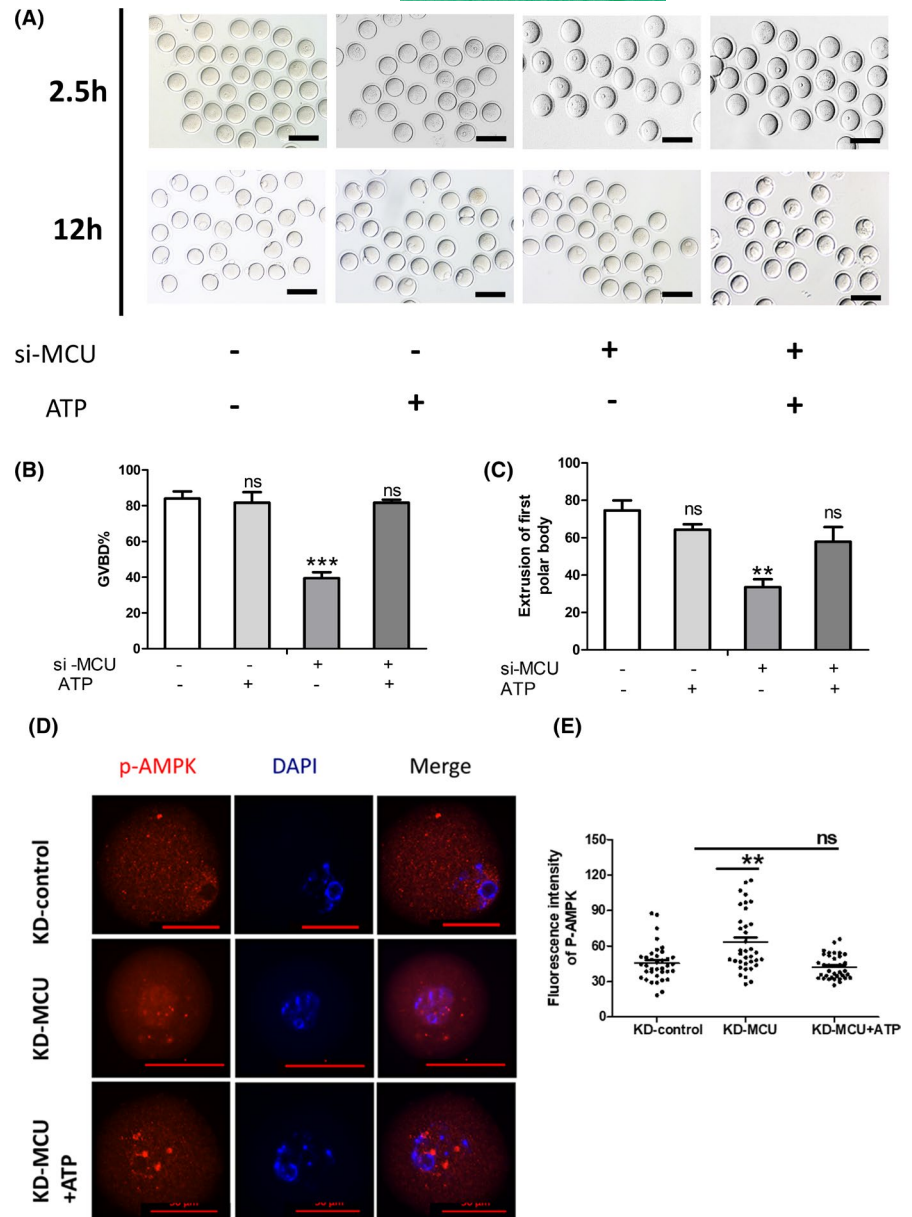 (A)
2.5h
12h
si-MCU - - + +
ATP - + - +
(B)
GVBD%
100
80
60
40
20
0
ns
***
ns
si -MCU - - + +
ATP - + - +
(C)
Extrusion of first
polar body
100
80
60
40
20
0
ns
**
ns
si-MCU - - + +
ATP - + - +
(D)
p-AMPK DAPI Merge
KD-control
KD-MCU
KD-MCU
+ATP
(E)
Fluorescence intensity
of P-AMPK
150
120
90
60
30
0
ns
**
KD-control KD-MCU KD-MCU+ATP